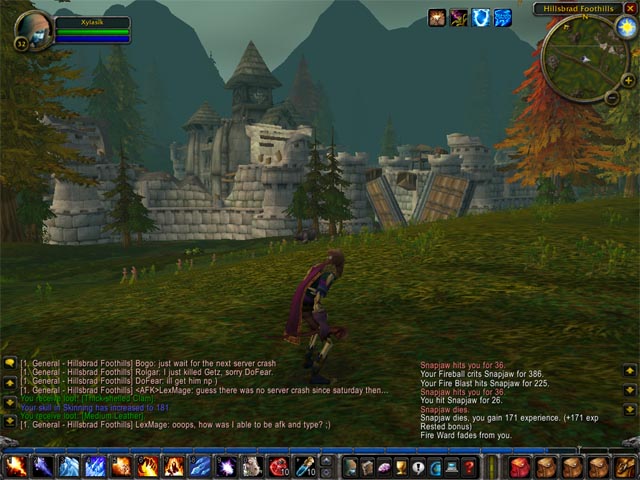 Xylasik
32
Hillsbrad Foothills
[1. General - Hillsbrad Foothills] Bogo: just wait for the next server crash
[1. General - Hillsbrad Foothills] Rolgar: I just killed Getz, sorry DoFear.
[1. General - Hillsbrad Foothills] DoFear: ill get him np )
[1. General - Hillsbrad Foothills] <AFK>LexMage: guess there was no server crash since saturday then...
You receive loot: [Thick-shelled Clam]
Your skill in Skinning has increased to 181
You receive loot: [Medium Leather]
[1. General - Hillsbrad Foothills] LexMage: ooops, how was I able to be afk and type? ;)
Snapjaw hits you for 36.
Your Fireball crits Snapjaw for 386.
Your Fire Blast hits Snapjaw for 225.
Snapjaw hits you for 36.
You hit Snapjaw for 26.
Snapjaw dies.
Snapjaw dies, you gain 171 experience. (+171 exp
Rested bonus)
Fire Ward fades from you.
10
10